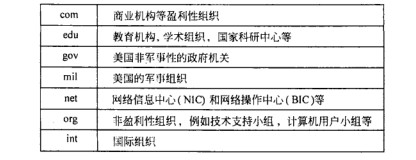 com 商业机构等盈利性组织
edu 教育机构，学术组织，国家科研中心等
gov 美国非军事性的政府机关
mil 美国的军事组织
net 网络信息中心(NIC)和网络操作中心(BIC)等
org 非盈利性组织，例如技术支持小组，计算机用户小组等
int 国际组织